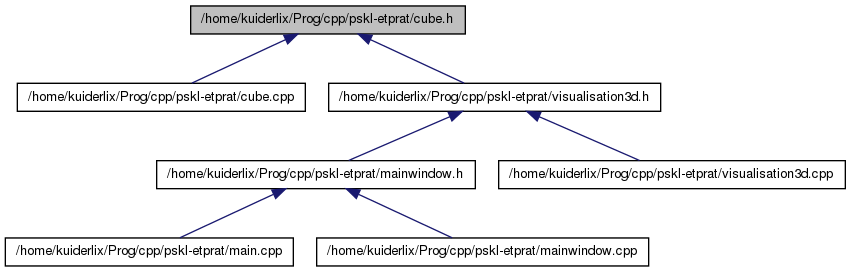 /home/kuiderlix/Prog/cpp/pskl-etprat/cube.h
/home/kuiderlix/Prog/cpp/pskl-etprat/cube.cpp
/home/kuiderlix/Prog/cpp/pskl-etprat/visualisation3d.h
/home/kuiderlix/Prog/cpp/pskl-etprat/mainwindow.h
/home/kuiderlix/Prog/cpp/pskl-etprat/visualisation3d.cpp
/home/kuiderlix/Prog/cpp/pskl-etprat/main.cpp
/home/kuiderlix/Prog/cpp/pskl-etprat/mainwindow.cpp